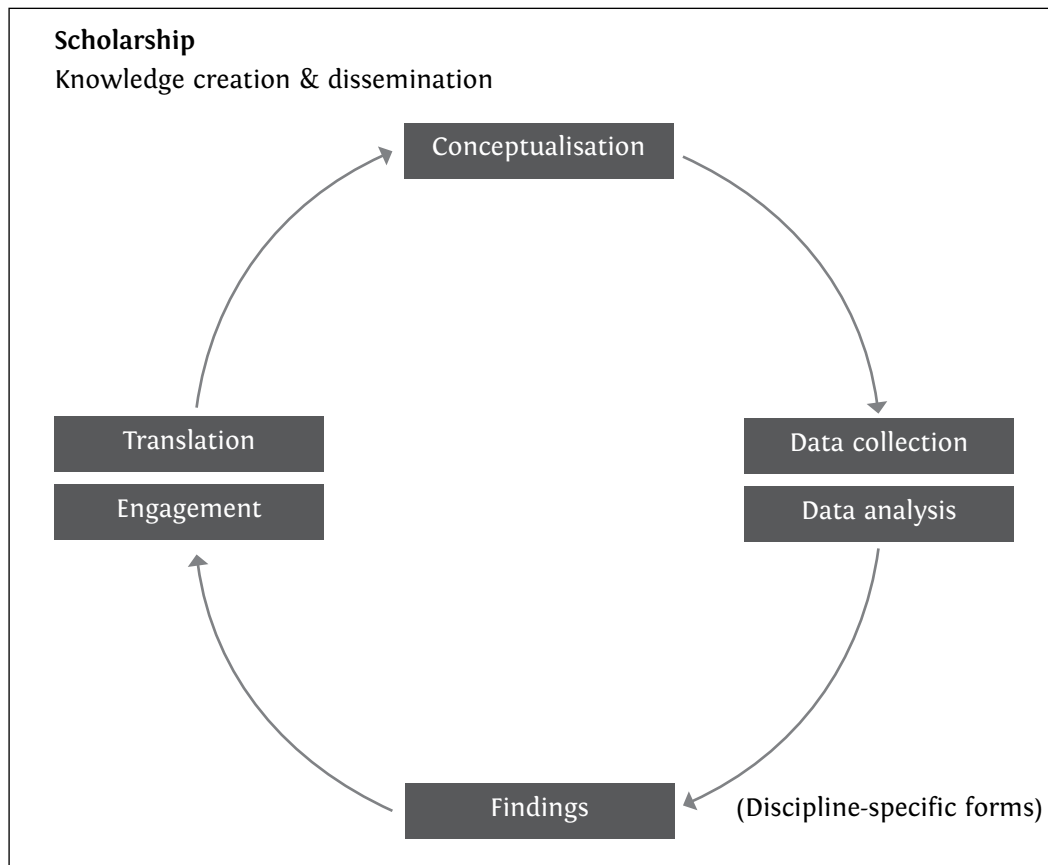 Scholarship
Knowledge creation & dissemination
Conceptualisation
Translation
Engagement
Data collection
Data analysis
Findings
(Discipline-specific forms)